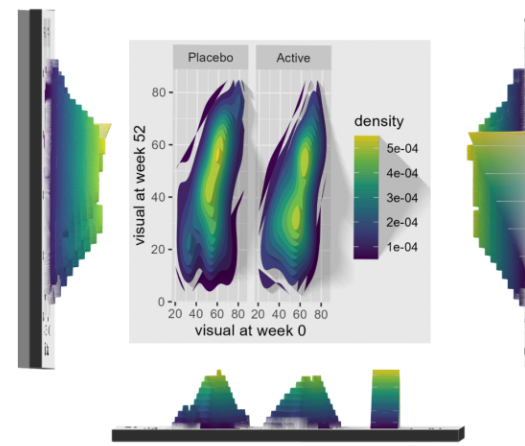 Placebo Active
density
80
60
40
20
0
5e-04
4e-04
3e-04
2e-04
1e-04
visual at week 52
20 40 60 80 20 40 60 80
visual at week 0